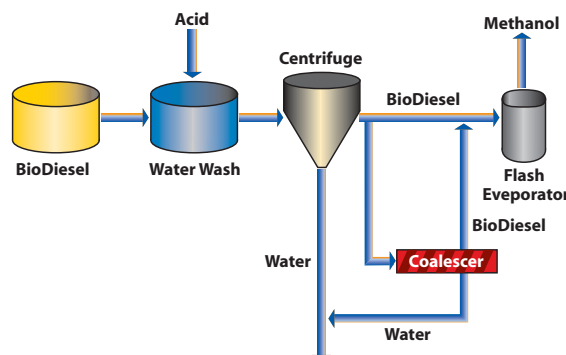 Acid
Methanol
Centrifuge
BioDiesel
BioDiesel
Water Wash
Flash
Eveporator
BioDiesel
Water
Coalescer
Water